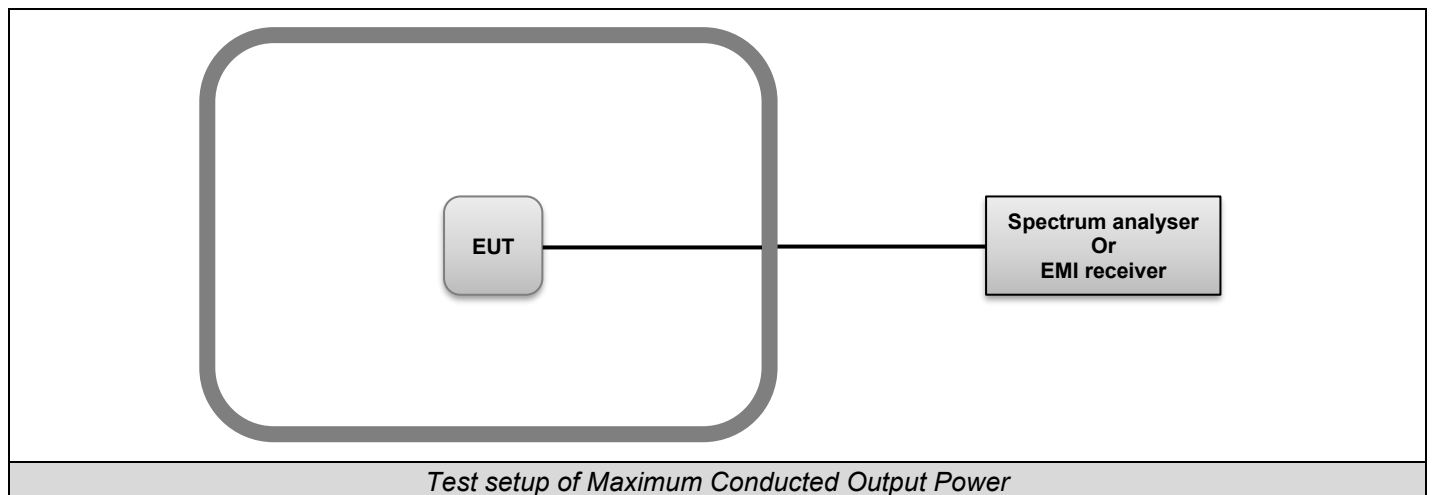 EUT
Spectrum analyser
Or
EMI receiver
Test setup of Maximum Conducted Output Power